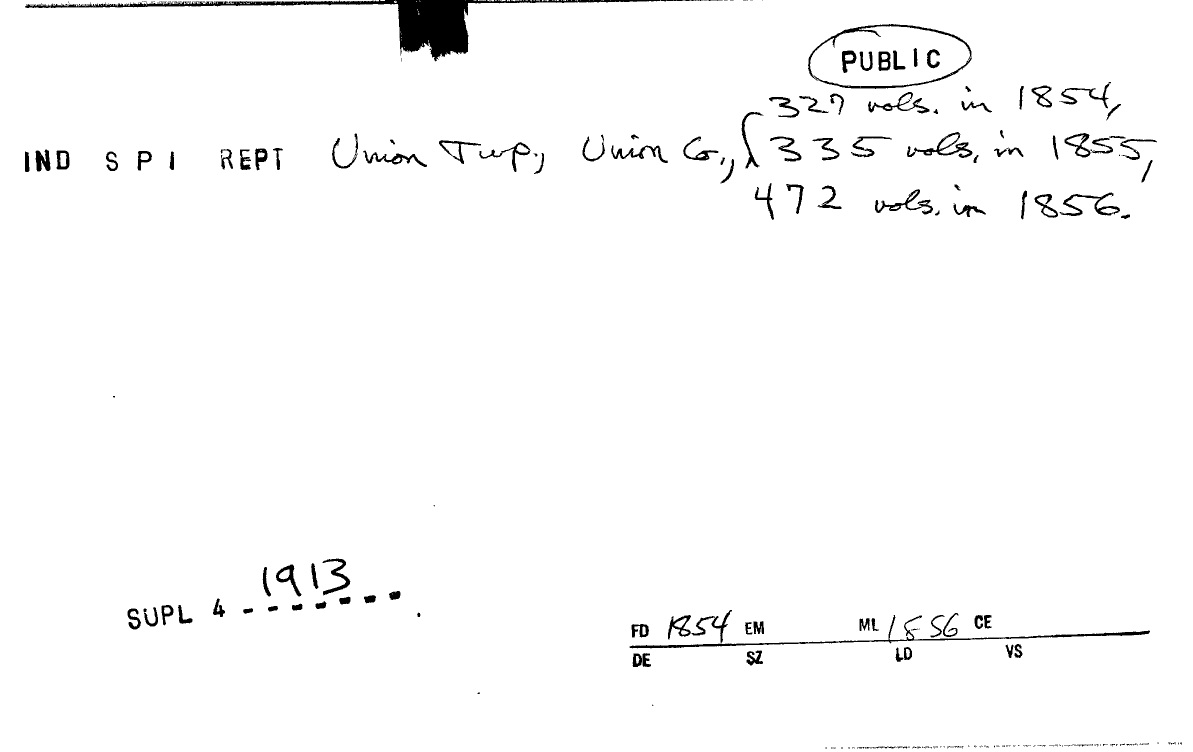 PUBLIC
327 vols. in 1854,
IND S P I REPT Union Twp., Union Co., 335 vols, in 1855,
472 vols. in 1856.
SUPL 4 1913
FD 1854 EM ML 1856 CE
DE SZ LD VS